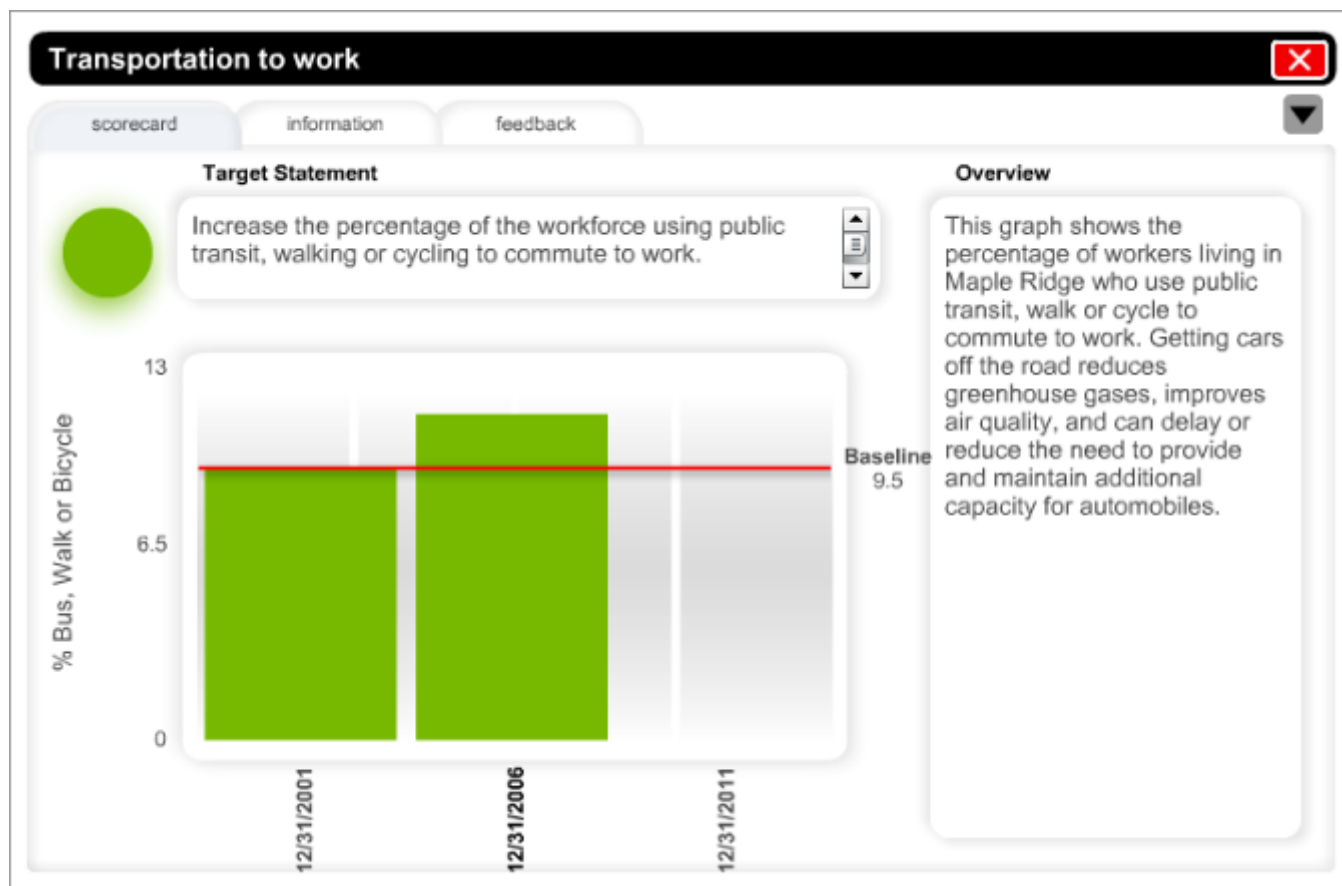 Transportation to work
scorecard
information
feedback
Target Statement
Increase the percentage of the workforce using public
transit, walking or cycling to commute to work.
Overview
This graph shows the
percentage of workers living in
Maple Ridge who use public
transit, walk or cycle to
commute to work. Getting cars
off the road reduces
greenhouse gases, improves
air quality, and can delay or
reduce the need to provide
and maintain additional
capacity for automobiles.
% Bus, Walk or Bicycle
13
6.5
0
Baseline
9.5
12/31/2001
12/31/2006
12/31/2011